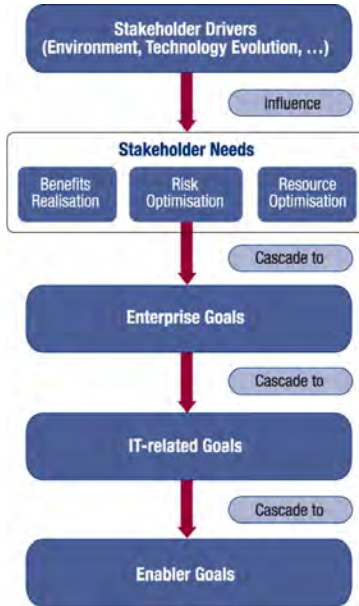 Stakeholder Drivers
(Environment, Technology Evolution, …)
Influence
Stakeholder Needs
Benefits
Realisation
Risk
Optimisation
Resource
Optimisation
Cascade to
Enterprise Goals
Cascade to
IT-related Goals
Cascade to
Enabler Goals